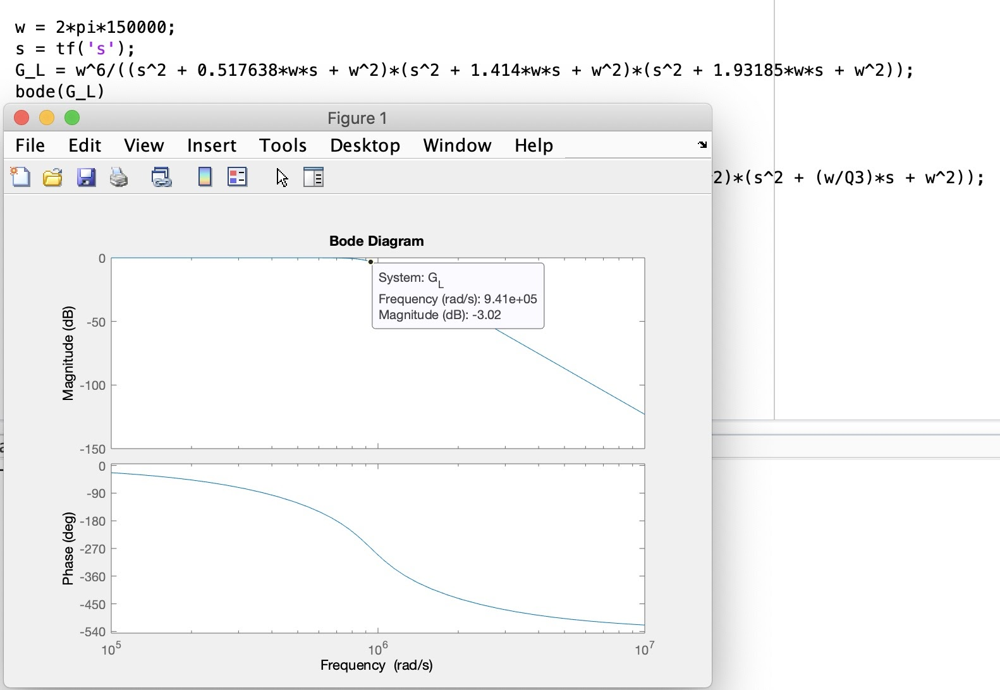 w = 2*pi*150000;
s = tf('s');
G_L = w^6/((s^2 + 0.517638*w*s + w^2)*(s^2 + 1.414*w*s + w^2)*(s^2 + 1.93185*w*s + w^2));
bode(G_L)
Figure 1
File Edit View Insert Tools Desktop Window Help
2)*(s^2 + (w/Q3)*s + w^2));
Bode Diagram
0
System: G_L
Frequency (rad/s): 9.41e+05
Magnitude (dB): -3.02
Magnitude (dB)
-50
-100
-150
0
-90
-180
-270
-360
-450
-540
Phase (deg)
10^5 10^6 10^7
Frequency (rad/s)